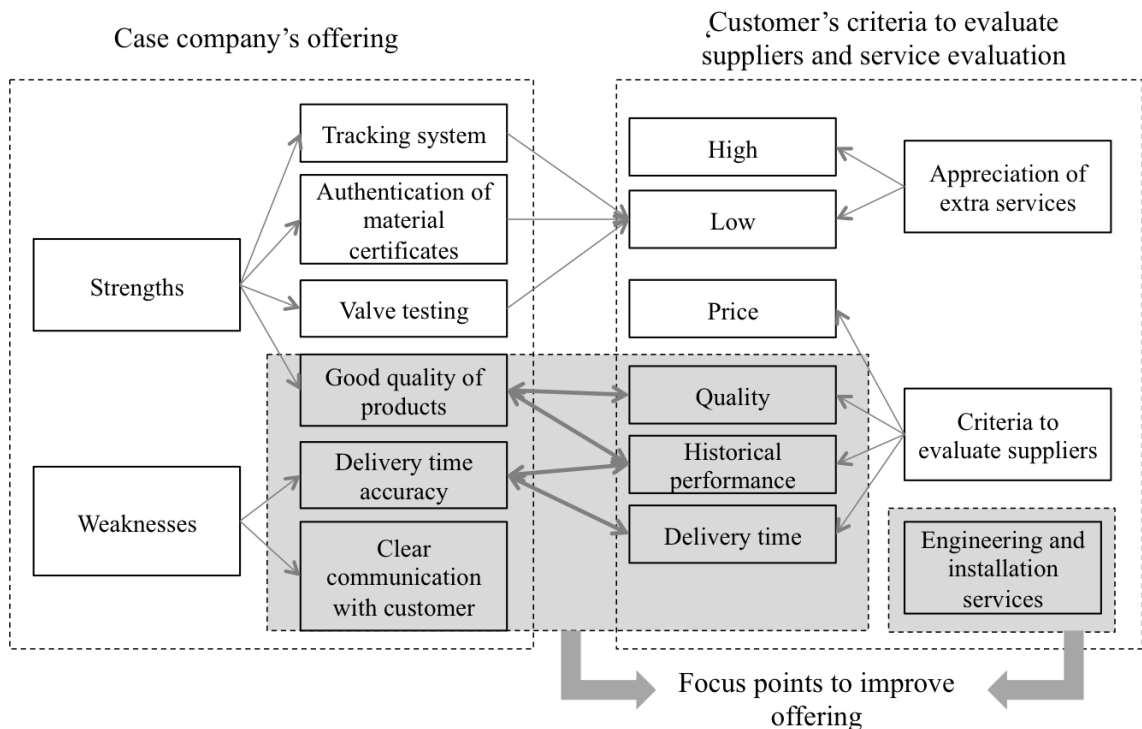 Case company's offering
Customer's criteria to evaluate
suppliers and service evaluation
Strengths
Weaknesses
Tracking system
Authentication of
material
certificates
Valve testing
Good quality of
products
Delivery time
accuracy
Clear
communication
with customer
High
Low
Price
Quality
Historical
performance
Delivery time
Appreciation of
extra services
Criteria to
evaluate suppliers
Engineering and
installation
services
Focus points to improve
offering